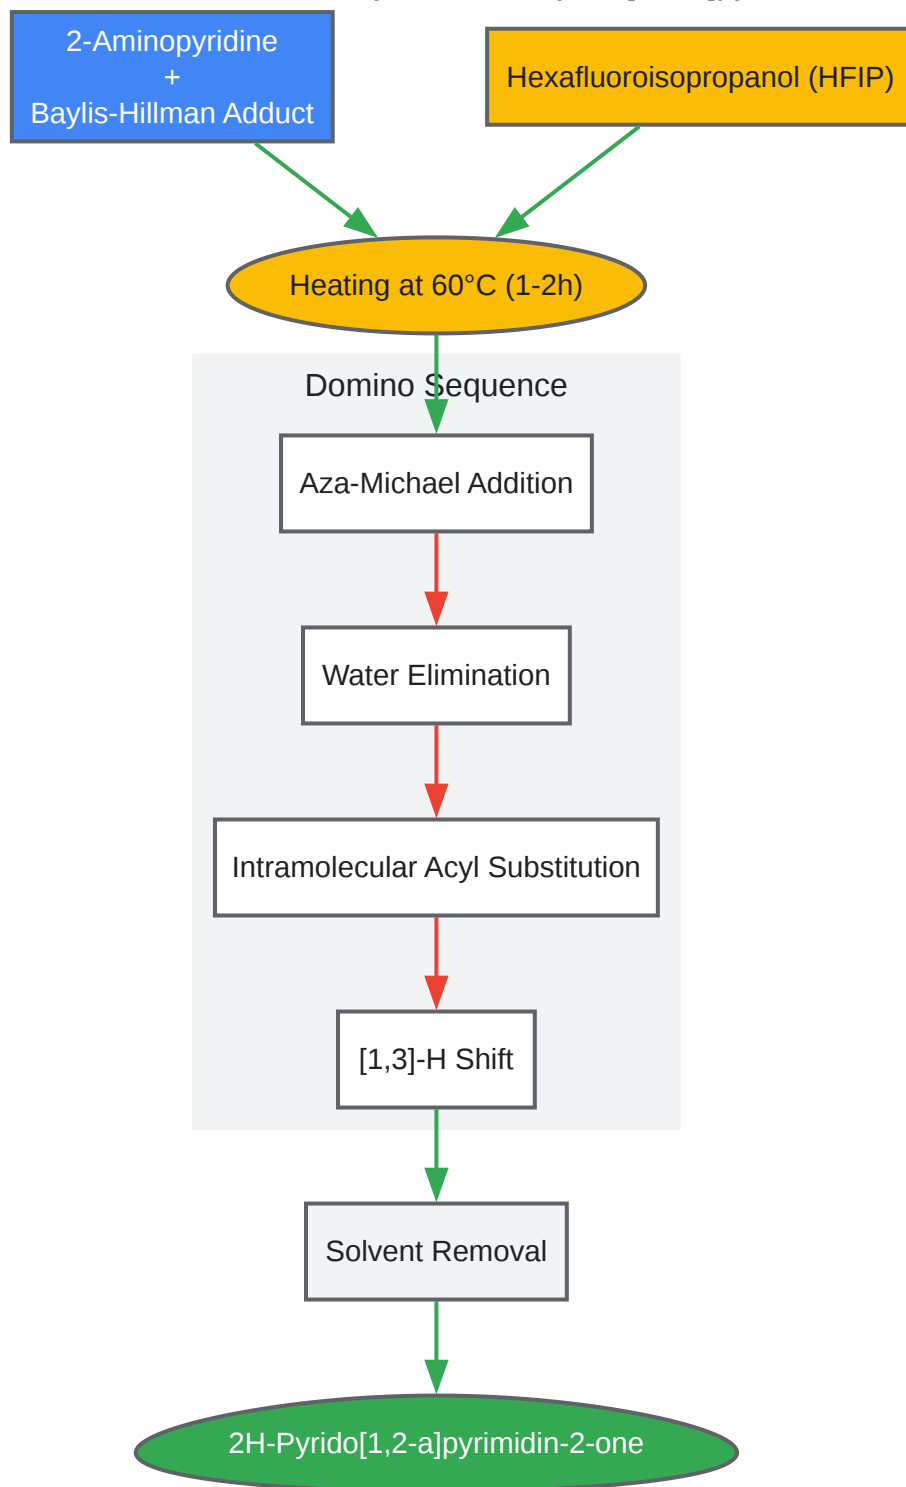 2-Aminopyridine
+
Baylis-Hillman Adduct
Hexafluoroisopropanol (HFIP)
Heating at 60°C (1-2h)
Domino Sequence
Aza-Michael Addition
Water Elimination
Intramolecular Acyl Substitution
[1,3]-H Shift
Solvent Removal
2H-Pyrido[1,2-a]pyrimidin-2-one